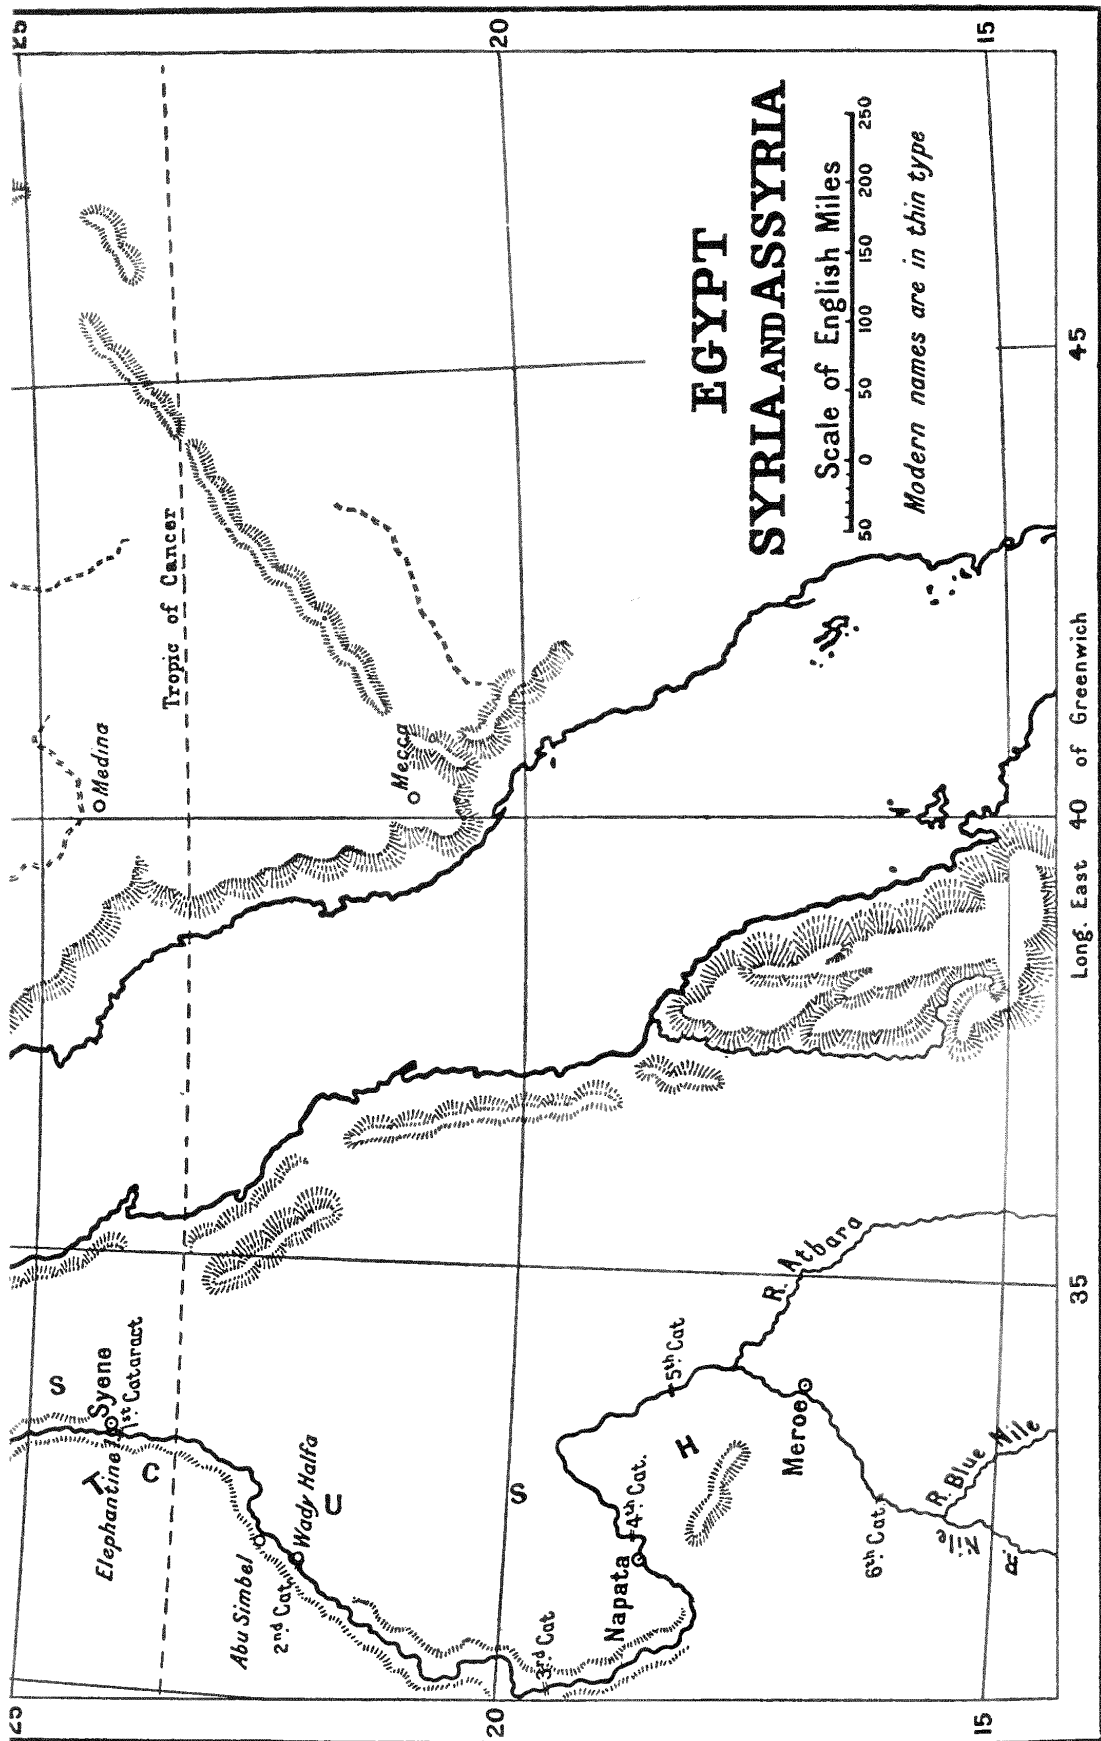 25
20
15
EGYPT
SYRIA AND ASSYRIA
Scale of English Miles
50 0 50 100 150 200 250
Modern names are in thin type
Tropic of Cancer
Medina
Mecca
45
Long. East 40 of Greenwich
35
S
Syene
1st Cataract
Elephantine I.
T
C
U
S
H
Abu Simbel
Wady Halfa
2nd Cat.
3rd Cat
Napata
4th Cat.
5th Cat
R. Atbara
Meroe
6th Cat.
R. Blue Nile
R. Nile
25
20
15